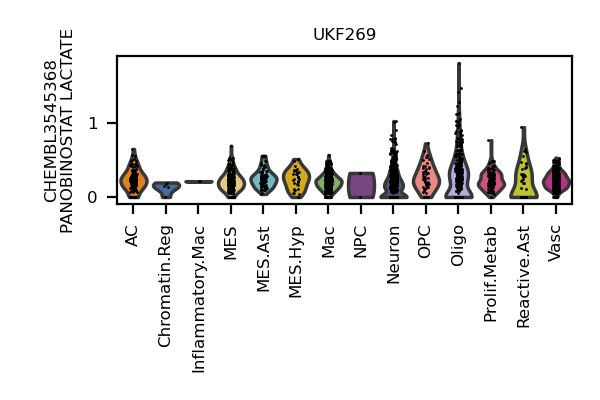 UKF269
CHEMBL3545368
PANOBINOSTAT LACTATE
1
0
AC
Chromatin.Reg
Inflammatory.Mac
MES
MES.Ast
MES.Hyp
Mac
NPC
Neuron
OPC
Oligo
Prolif.Metab
Reactive.Ast
Vasc